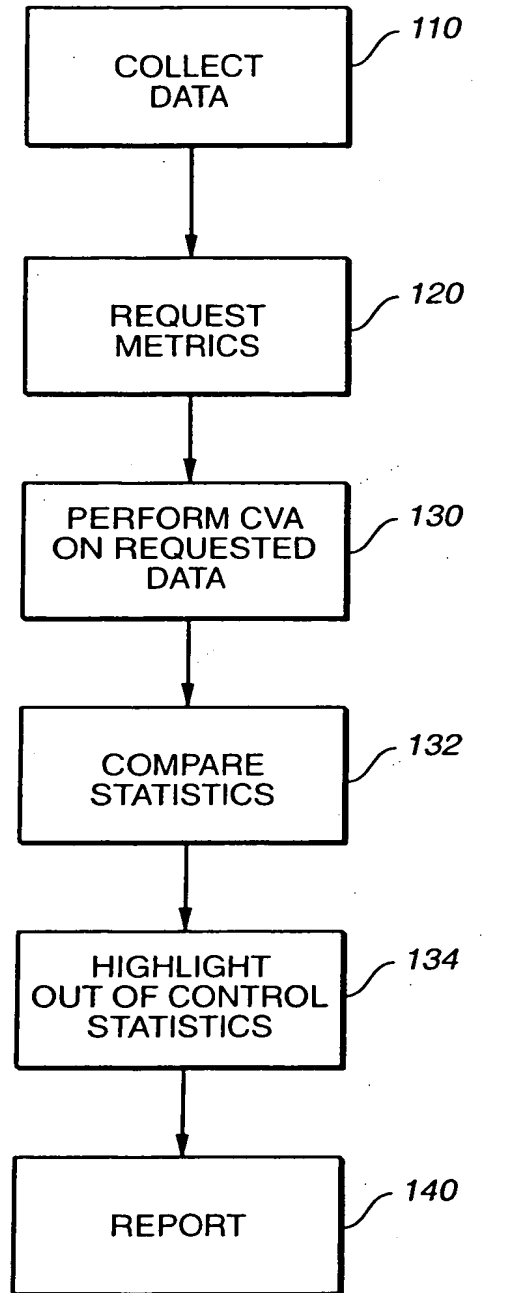 110
COLLECT
DATA
120
REQUEST
METRICS
130
PERFORM CVA
ON REQUESTED
DATA
132
COMPARE
STATISTICS
134
HIGHLIGHT
OUT OF CONTROL
STATISTICS
140
REPORT